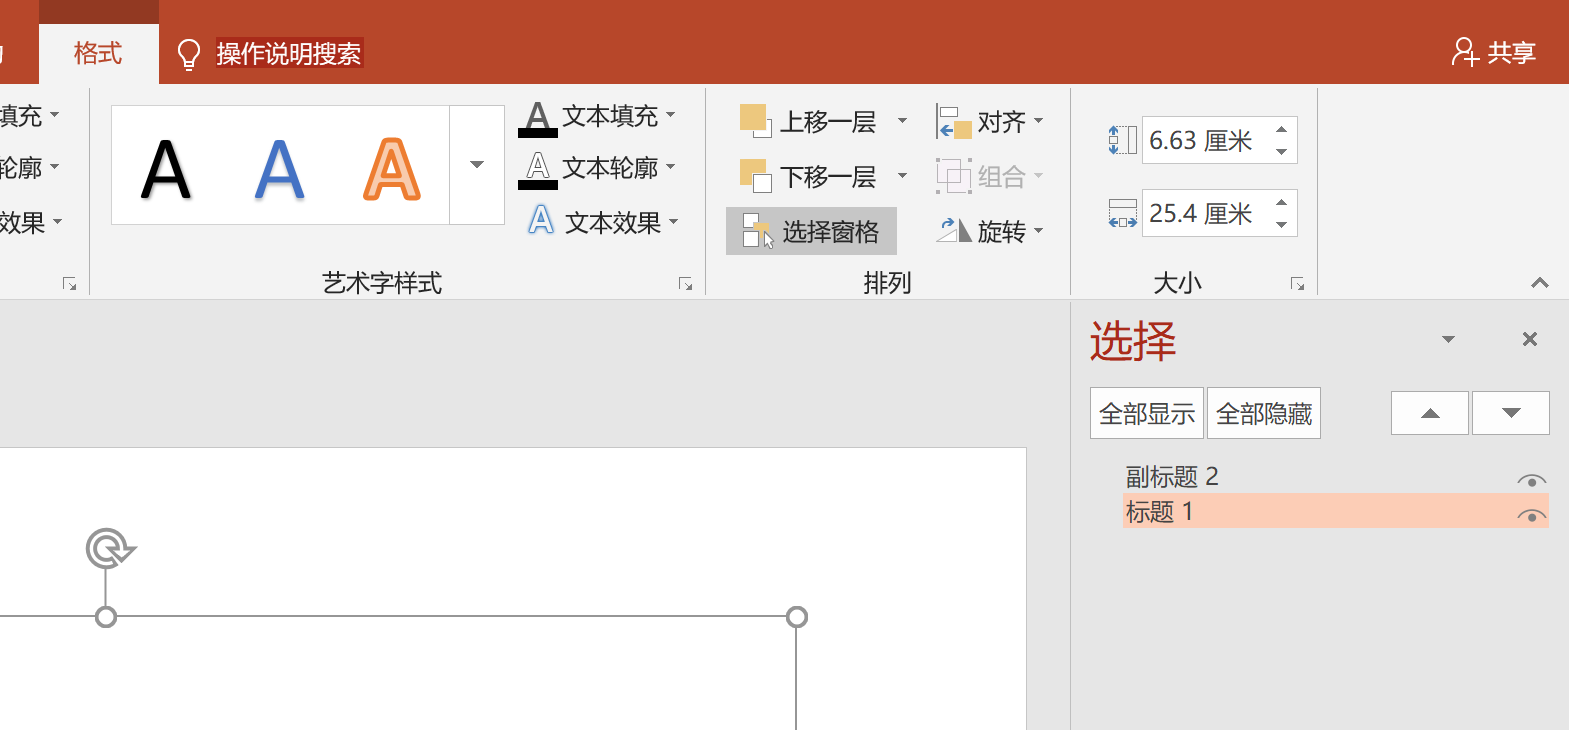 格式
操作说明搜索
共享
填充
轮廓
效果
A A A
文本填充
文本轮廓
文本效果
艺术字样式
上移一层
下移一层
选择窗格
对齐
组合
旋转
排列
6.63 厘米
25.4 厘米
大小
选择
全部显示 全部隐藏
副标题 2
标题 1